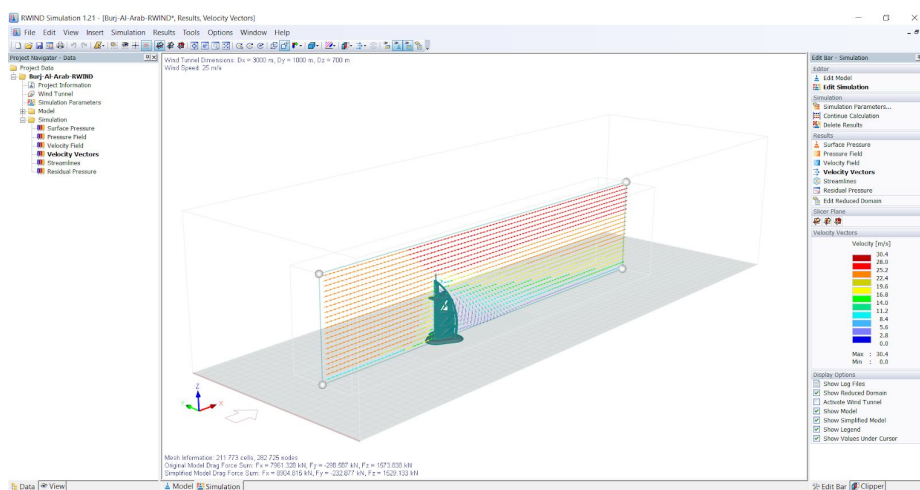 RWIND Simulation 1.21 - [Burj-Al-Arab-RWIND*, Results, Velocity Vectors]
File Edit View Insert Simulation Results Tools Options Window Help
Project Navigator - Data
Project Data
Burj-Al-Arab-RWIND
Project Information
Wind Tunnel
Simulation Parameters
Model
Simulation
Surface Pressure
Pressure Field
Velocity Field
Velocity Vectors
Streamlines
Residual Pressure
Data
View
Wind Tunnel Dimensions: Dx = 3000 m, Dy = 1000 m, Dz = 700 m
Wind Speed: 25 m/s
Z
Y
X
Mesh Information: 211 773 cells, 282 725 nodes
Original Model Drag Force Sum: Fx = 7961.328 kN, Fy = -298.587 kN, Fz = 1573.838 kN
Simplified Model Drag Force Sum: Fx = 8904.815 kN, Fy = -232.877 kN, Fz = 1529.133 kN
Model
Simulation
Edit Bar - Simulation
Editor
Edit Model
Edit Simulation
Simulation
Simulation Parameters...
Continue Calculation
Delete Results
Results
Surface Pressure
Pressure Field
Velocity Field
Velocity Vectors
Streamlines
Residual Pressure
Edit Reduced Domain
Slicer Plane
Velocity Vectors
Velocity [m/s]
30.4
28.0
25.2
22.4
19.6
16.8
14.0
11.2
8.4
5.6
2.8
0.0
Max : 30.4
Min : 0.0
Display Options
Show Log Files
Show Reduced Domain
Activate Wind Tunnel
Show Model
Show Simplified Model
Show Legend
Show Values Under Cursor
Edit Bar
Clipper